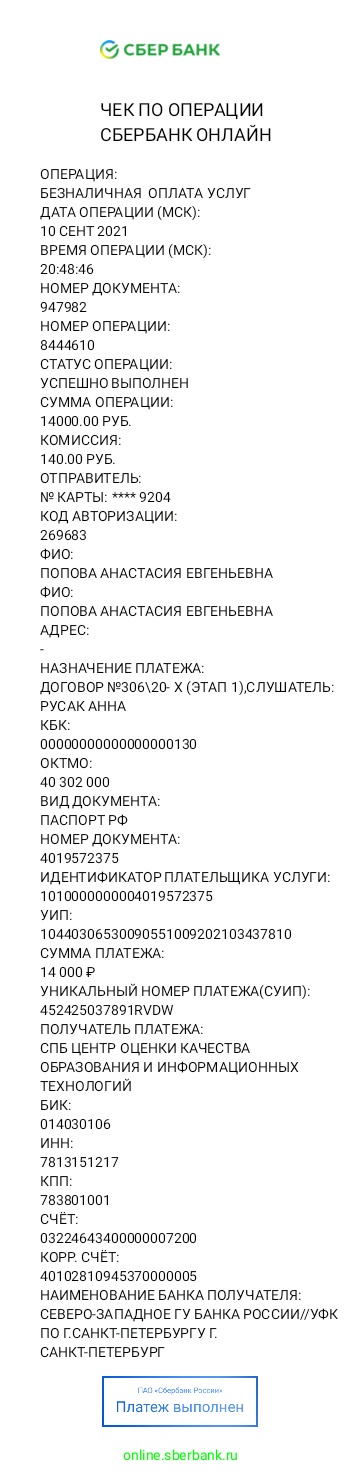 СБЕР БАНК
ЧЕК ПО ОПЕРАЦИИ
СБЕРБАНК ОНЛАЙН
ОПЕРАЦИЯ:
БЕЗНАЛИЧНАЯ ОПЛАТА УСЛУГ
ДАТА ОПЕРАЦИИ (МСК):
10 СЕНТ 2021
ВРЕМЯ ОПЕРАЦИИ (МСК):
20:48:46
НОМЕР ДОКУМЕНТА:
947982
НОМЕР ОПЕРАЦИИ:
8444610
СТАТУС ОПЕРАЦИИ:
УСПЕШНО ВЫПОЛНЕН
СУММА ОПЕРАЦИИ:
14000.00 РУБ.
КОМИССИЯ:
140.00 РУБ.
ОТПРАВИТЕЛЬ:
№ КАРТЫ: **** 9204
КОД АВТОРИЗАЦИИ:
269683
ФИО:
ПОПОВА АНАСТАСИЯ ЕВГЕНЬЕВНА
ФИО:
ПОПОВА АНАСТАСИЯ ЕВГЕНЬЕВНА
АДРЕС:
-
НАЗНАЧЕНИЕ ПЛАТЕЖА:
ДОГОВОР №306\20- Х (ЭТАП 1),СЛУШАТЕЛЬ:
РУСАК АННА
КБК:
00000000000000000130
ОКТМО:
40 302 000
ВИД ДОКУМЕНТА:
ПАСПОРТ РФ
НОМЕР ДОКУМЕНТА:
4019572375
ИДЕНТИФИКАТОР ПЛАТЕЛЬЩИКА УСЛУГИ:
1010000000004019572375
УИП:
10440306530090551009202103437810
СУММА ПЛАТЕЖА:
14 000 ₽
УНИКАЛЬНЫЙ НОМЕР ПЛАТЕЖА(СУИП):
452425037891RVDW
ПОЛУЧАТЕЛЬ ПЛАТЕЖА:
СПБ ЦЕНТР ОЦЕНКИ КАЧЕСТВА
ОБРАЗОВАНИЯ И ИНФОРМАЦИОННЫХ
ТЕХНОЛОГИЙ
БИК:
014030106
ИНН:
7813151217
КПП:
783801001
СЧЁТ:
03224643400000007200
КОРР. СЧЁТ:
40102810945370000005
НАИМЕНОВАНИЕ БАНКА ПОЛУЧАТЕЛЯ:
СЕВЕРО-ЗАПАДНОЕ ГУ БАНКА РОССИИ//УФК
ПО Г.САНКТ-ПЕТЕРБУРГУ Г.
САНКТ-ПЕТЕРБУРГ
ПАО «Сбербанк России»
Платеж выполнен
online.sberbank.ru